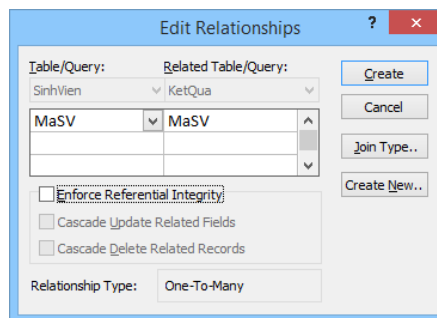 Edit Relationships
?
×
Table/Query: Related Table/Query:
SinhVien KetQua
MaSV MaSV
Enforce Referential Integrity
Cascade Update Related Fields
Cascade Delete Related Records
Relationship Type: One-To-Many
Create
Cancel
Join Type..
Create New..